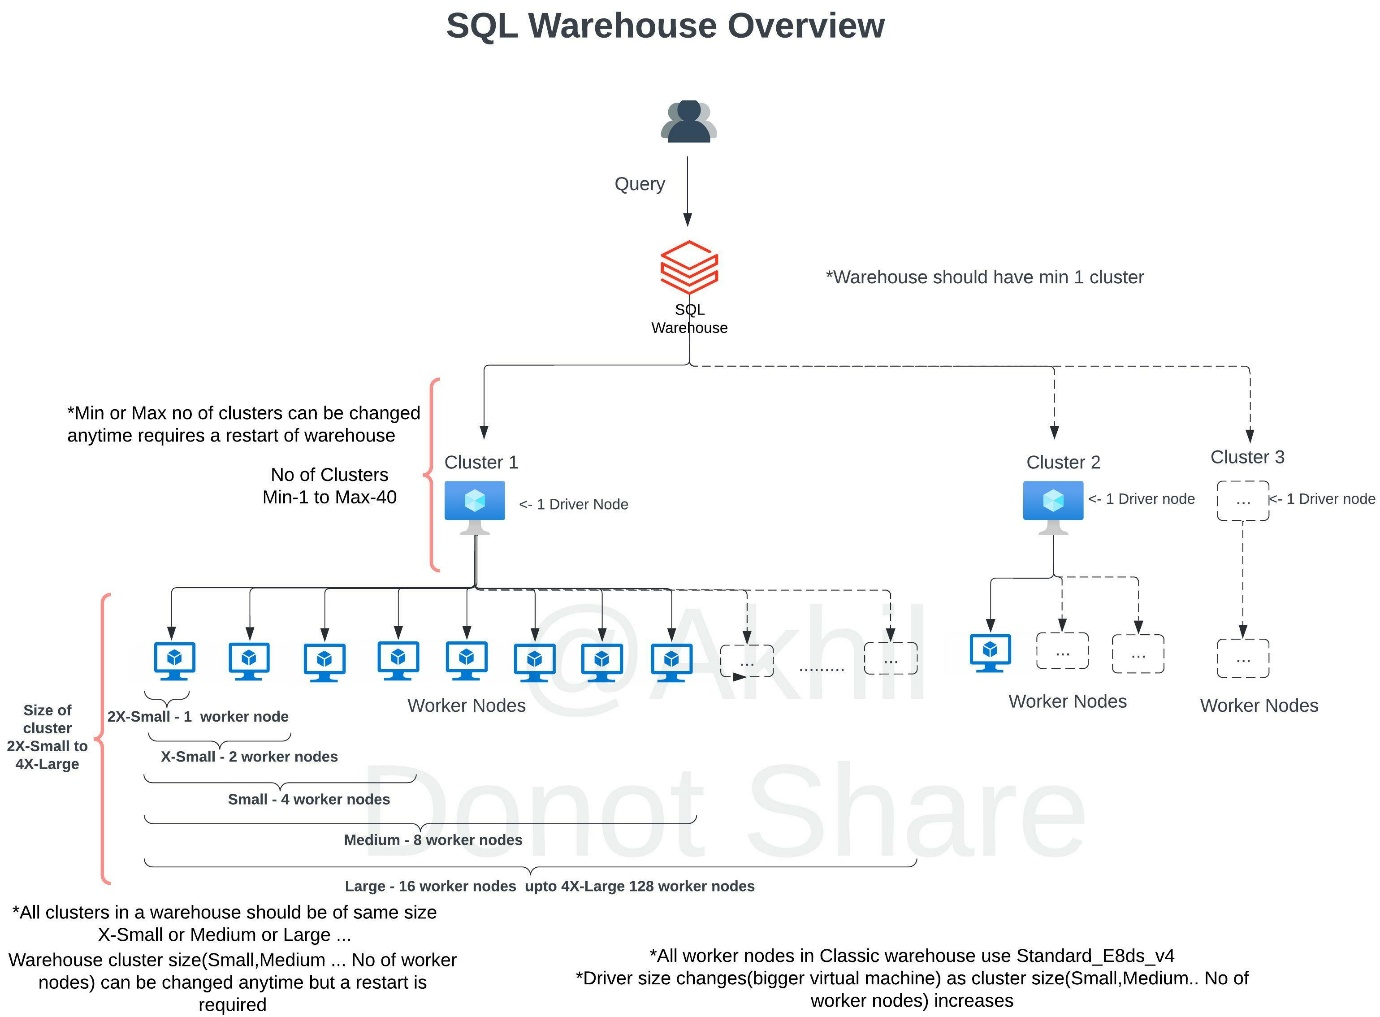 SQL Warehouse Overview
Query
SQL
Warehouse
*Warehouse should have min 1 cluster
*Min or Max no of clusters can be changed
anytime requires a restart of warehouse
No of Clusters
Min-1 to Max-40
Cluster 1
<- 1 Driver Node
Cluster 2
<- 1 Driver node
Cluster 3
...
<- 1 Driver node
...
.........
...
...
...
...
Worker Nodes
Worker Nodes
Worker Nodes
Size of
cluster
2X-Small to
4X-Large
2X-Small - 1 worker node
X-Small - 2 worker nodes
Small - 4 worker nodes
Medium - 8 worker nodes
Large - 16 worker nodes upto 4X-Large 128 worker nodes
@Akhil
Donot Share
*All clusters in a warehouse should be of same size
X-Small or Medium or Large ...
Warehouse cluster size(Small,Medium ... No of worker
nodes) can be changed anytime but a restart is
required
*All worker nodes in Classic warehouse use Standard_E8ds_v4
*Driver size changes(bigger virtual machine) as cluster size(Small,Medium.. No of
worker nodes) increases